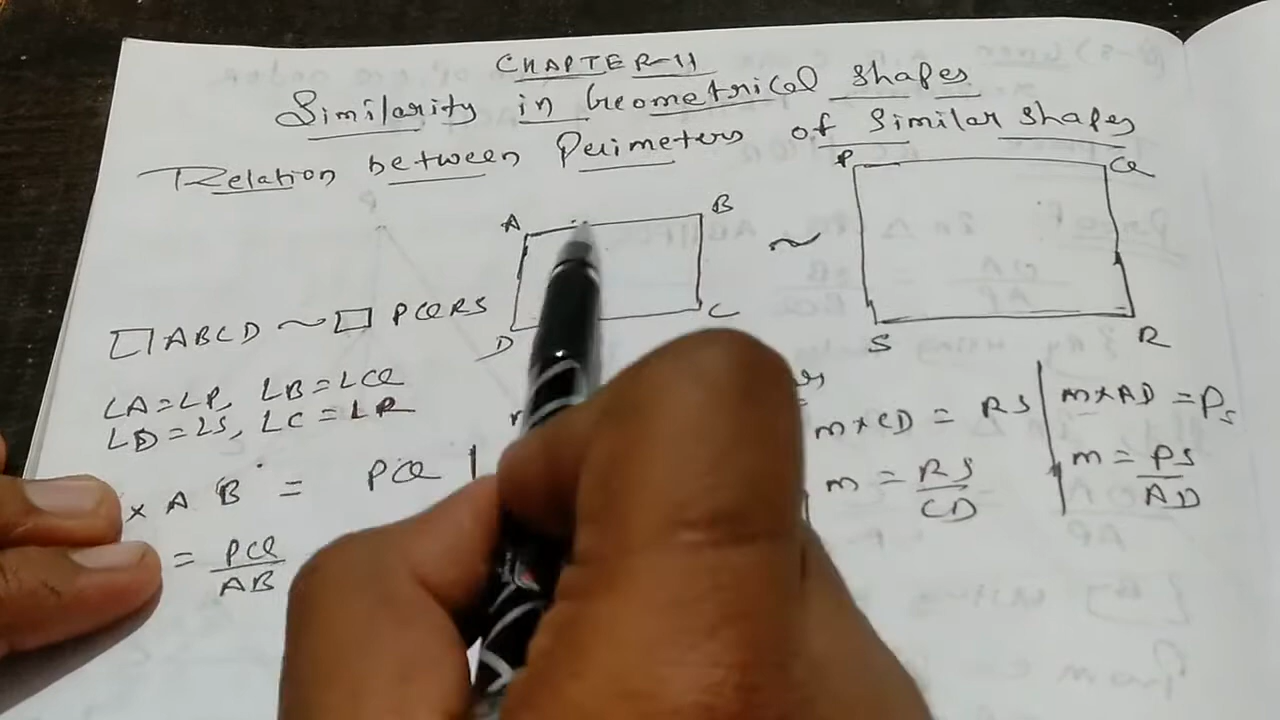 CHAPTER-11
Similarity in Geometrical shapes
Relation between Perimeters of Similar shapes
A B ~ P Q
D C S R
□ABCD ~ □ PQRS
∠A=∠P, ∠B=∠Q
∠D=∠S, ∠C=∠R
× A B = PQ | m×CD = RS | m×AD = PS
= PQ/AB m = RS/CD | m = PS/AD